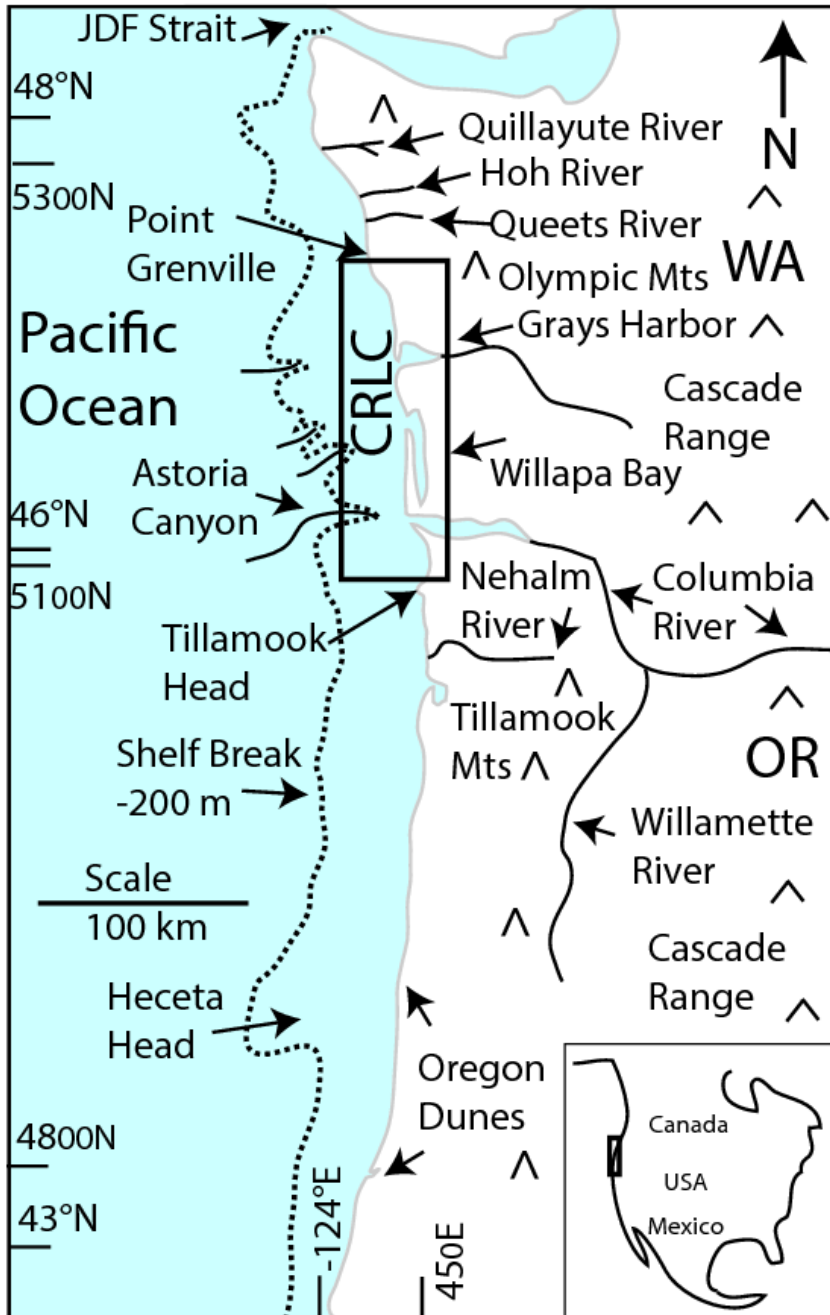 JDF Strait
48°N
Quillayute River
Hoh River
5300N
Point
Grenville
Queets River
WA
N
Olympic Mts
Grays Harbor
Pacific
Ocean
CRLC
Cascade
Range
Astoria
Canyon
Willapa Bay
46°N
5100N
Nehalm
River
Columbia
River
Tillamook
Head
Tillamook
Mts
OR
Shelf Break
-200 m
Willamette
River
Scale
100 km
Cascade
Range
Heceta
Head
Oregon
Dunes
4800N
43°N
-124°E
450E
Canada
USA
Mexico